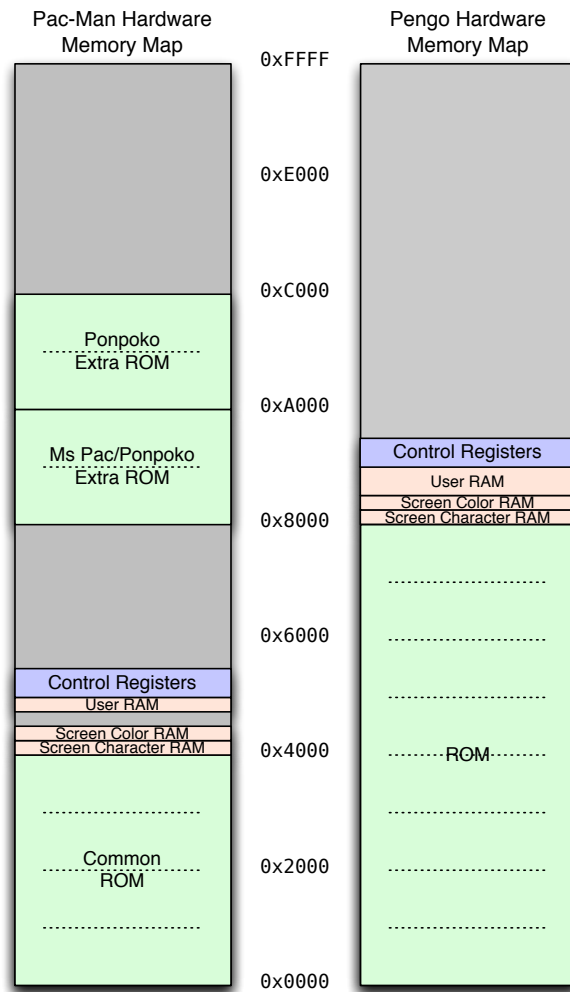 Pac-Man Hardware
Memory Map
Pengo Hardware
Memory Map
0xFFFF
0xE000
0xC000
Ponpoko
Extra ROM
0xA000
Control Registers
Ms Pac/Ponpoko
Extra ROM
User RAM
Screen Color RAM
Screen Character RAM
0x8000
0x6000
Control Registers
User RAM
Screen Color RAM
Screen Character RAM
0x4000
ROM
Common
ROM
0x2000
0x0000